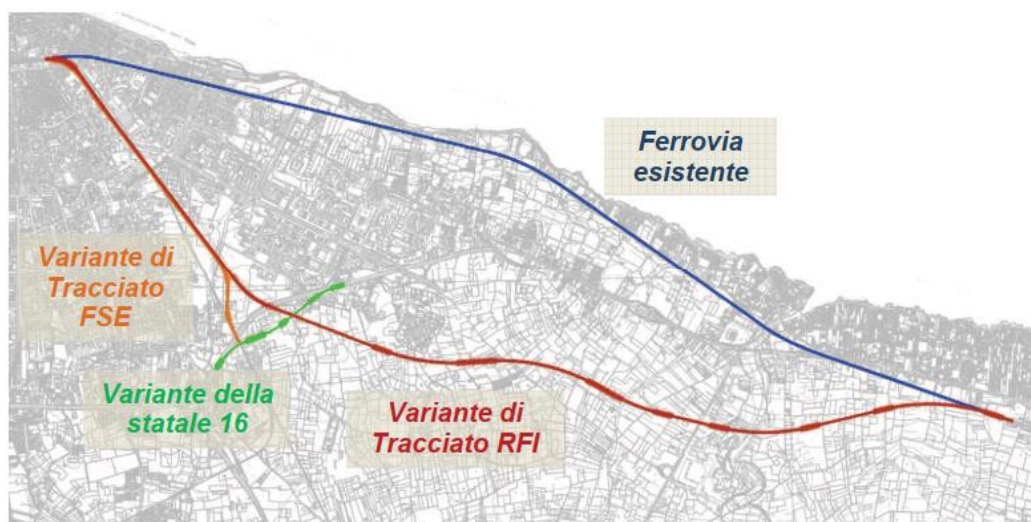 Ferrovia
esistente
Variante di
Tracciato
FSE
Variante della
statale 16
Variante di
Tracciato RFI